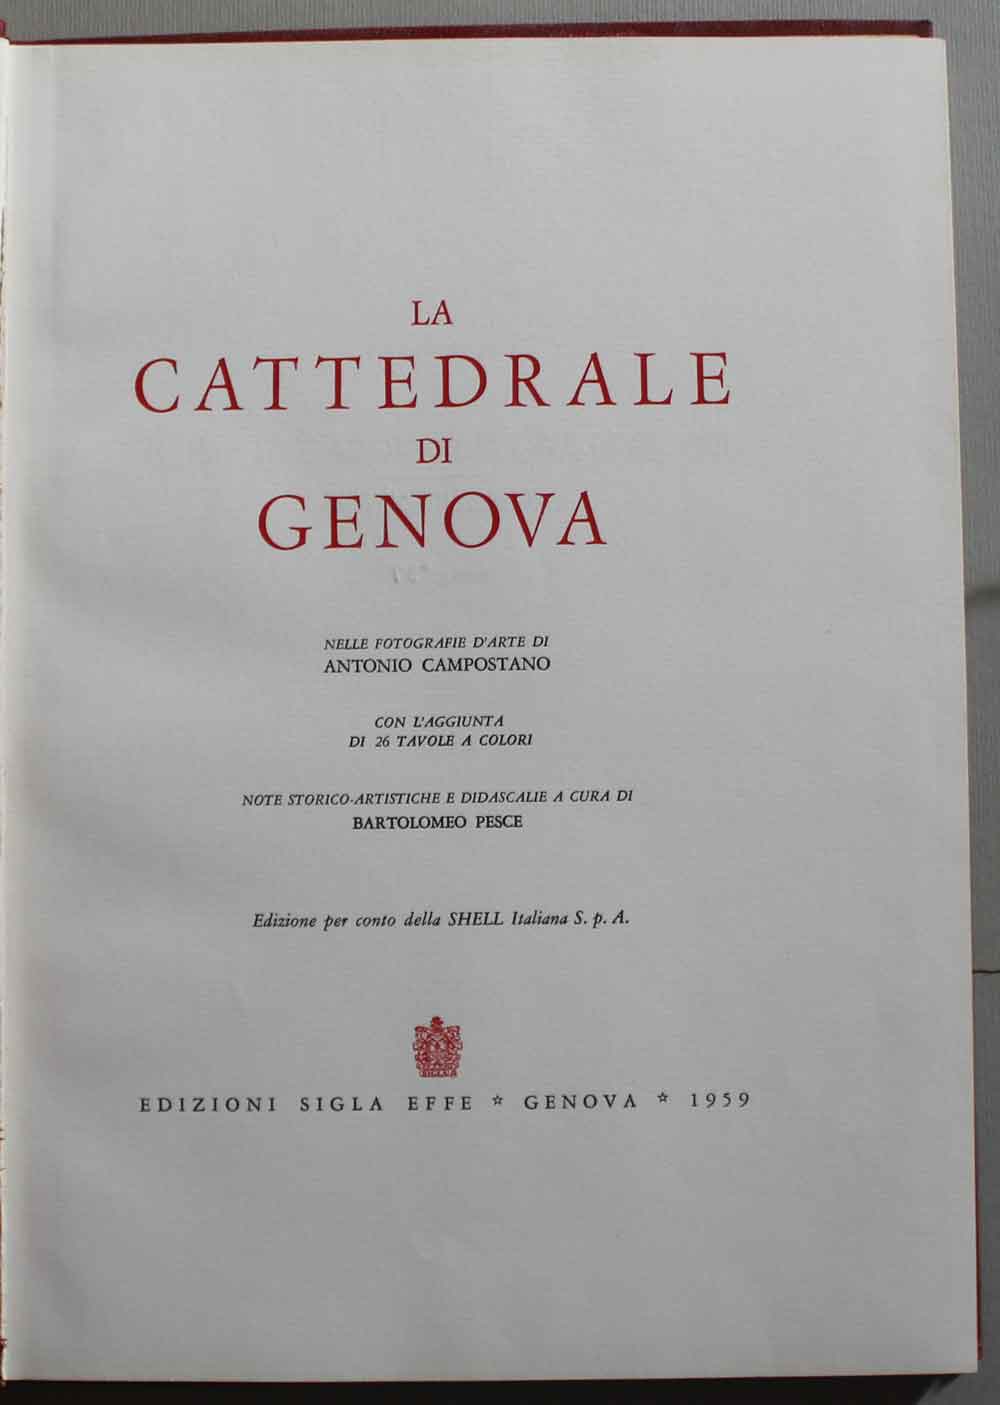 LA
CATTEDRALE
DI
GENOVA
NELLE FOTOGRAFIE D'ARTE DI
ANTONIO CAMPOSTANO
CON L'AGGIUNTA
DI 26 TAVOLE A COLORI
NOTE STORICO-ARTISTICHE E DIDASCALIE A CURA DI
BARTOLOMEO PESCE
Edizione per conto della SHELL Italiana S. p. A.
EDIZIONI SIGLA EFFE ☆ GENOVA ☆ 1959